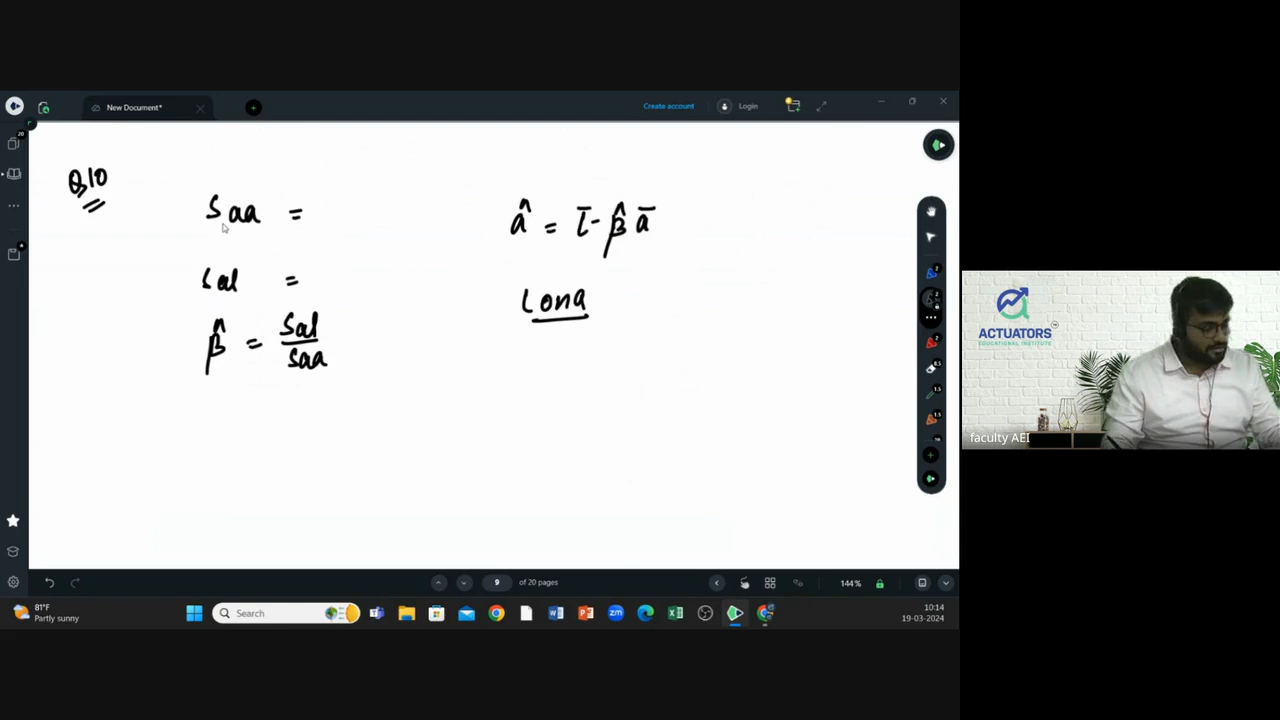 New Document*
Create account
Login
Q10
Saa =
Sal =
β̂ = Sal/Saa
â = l̄ - β̂ ā
ACTUATORS
EDUCATIONAL INSTITUTE
faculty AEI
9 of 20 pages
144%
81°F
Partly sunny
Search
10:14
19-03-2024